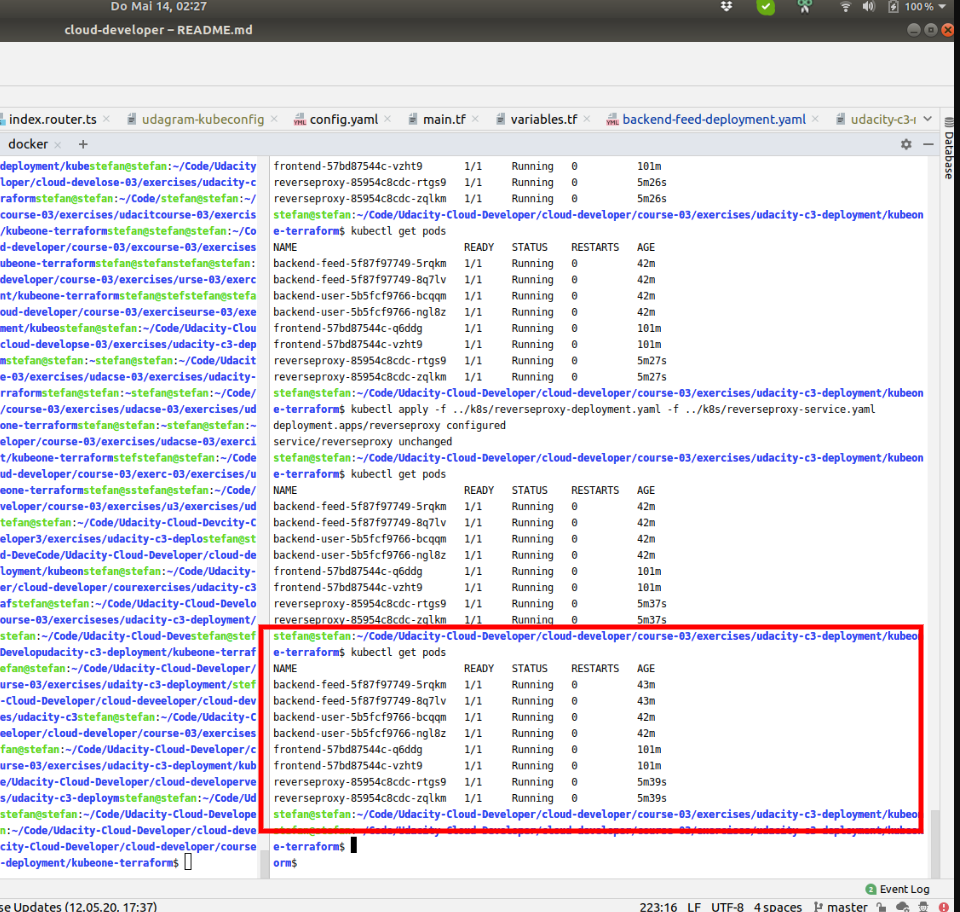 Do Mai 14, 02:27
100 %
cloud-developer – README.md
index.router.ts
udagram-kubeconfig
config.yaml
main.tf
variables.tf
backend-feed-deployment.yaml
udacity-c3-r
docker
Database
deployment/kubestefan@stefan:~/Code/Udacity
loper/cloud-develose-03/exercises/udacity-c
raformstefan@stefan:~/Code/stefan@stefan:~/
course-03/exercises/udacitcourse-03/exercis
/kubeone-terraformstefan@stefan@stefan:~/Co
d-developer/course-03/excourse-03/exercises
ubeone-terraformstefan@stefanstefan@stefan:
developer/course-03/exercises/urse-03/exerc
nt/kubeone-terraformstefan@stefstefan@stefa
oud-developer/course-03/exerciseurse-03/exe
ment/kubeostefan@stefan:~/Code/Udacity-Clou
cloud-developse-03/exercises/udacity-c3-dep
mstefan@stefan:~stefan@stefan:~/Code/Udacit
e-03/exercises/udacse-03/exercises/udacity-
rraformstefan@stefan:~stefan@stefan:~/Code/
/course-03/exercises/udacse-03/exercises/ud
one-terraformstefan@stefan:~stefan@stefan:~
eloper/course-03/exercises/udacse-03/exerci
t/kubeone-terraformstefstefan@stefan:~/Code
ud-developer/course-03/exerc-03/exercises/u
eone-terraformstefan@sstefan@stefan:~/Code/
veloper/course-03/exercises/u3/exercises/ud
tefan@stefan:~/Code/Udacity-Cloud-Devcity-C
eloper3/exercises/udacity-c3-deplostefan@st
d-DeveCode/Udacity-Cloud-Developer/cloud-de
loyment/kubeonstefan@stefan:~/Code/Udacity-
er/cloud-developer/courexercises/udacity-c3
afstefan@stefan:~/Code/Udacity-Cloud-Develo
ourse-03/exerciseses/udacity-c3-deployment/
stefan:~/Code/Udacity-Cloud-Devestefan@stef
Developudacity-c3-deployment/kubeone-terraf
efan@stefan:~/Code/Udacity-Cloud-Developer/
urse-03/exercises/udaity-c3-deployment/stef
-Cloud-Developer/cloud-deveeloper/cloud-dev
es/udacity-c3stefan@stefan:~/Code/Udacity-C
eeloper/cloud-developer/course-03/exercises
fan@stefan:~/Code/Udacity-Cloud-Developer/c
urse-03/exercises/udacity-c3-deployment/kub
e/Udacity-Cloud-Developer/cloud-developerve
s/udacity-c3-deploymstefan@stefan:~/Code/Ud
stefan@stefan:~/Code/Udacity-Cloud-Develope
n:~/Code/Udacity-Cloud-Developer/cloud-deve
city-Cloud-Developer/cloud-developer/course
-deployment/kubeone-terraform$
frontend-57bd87544c-vzht9 1/1 Running 0 101m
reverseproxy-85954c8cdc-rtgs9 1/1 Running 0 5m26s
reverseproxy-85954c8cdc-zqlkm 1/1 Running 0 5m26s
stefan@stefan:~/Code/Udacity-Cloud-Developer/cloud-developer/course-03/exercises/udacity-c3-deployment/kubeon
e-terraform$ kubectl get pods
NAME READY STATUS RESTARTS AGE
backend-feed-5f87f97749-5rqkm 1/1 Running 0 42m
backend-feed-5f87f97749-8q7lv 1/1 Running 0 42m
backend-user-5b5fcf9766-bcqqm 1/1 Running 0 42m
backend-user-5b5fcf9766-ngl8z 1/1 Running 0 42m
frontend-57bd87544c-q6ddg 1/1 Running 0 101m
frontend-57bd87544c-vzht9 1/1 Running 0 101m
reverseproxy-85954c8cdc-rtgs9 1/1 Running 0 5m27s
reverseproxy-85954c8cdc-zqlkm 1/1 Running 0 5m27s
stefan@stefan:~/Code/Udacity-Cloud-Developer/cloud-developer/course-03/exercises/udacity-c3-deployment/kubeon
e-terraform$ kubectl apply -f ../k8s/reverseproxy-deployment.yaml -f ../k8s/reverseproxy-service.yaml
deployment.apps/reverseproxy configured
service/reverseproxy unchanged
stefan@stefan:~/Code/Udacity-Cloud-Developer/cloud-developer/course-03/exercises/udacity-c3-deployment/kubeon
e-terraform$ kubectl get pods
NAME READY STATUS RESTARTS AGE
backend-feed-5f87f97749-5rqkm 1/1 Running 0 42m
backend-feed-5f87f97749-8q7lv 1/1 Running 0 42m
backend-user-5b5fcf9766-bcqqm 1/1 Running 0 42m
backend-user-5b5fcf9766-ngl8z 1/1 Running 0 42m
frontend-57bd87544c-q6ddg 1/1 Running 0 101m
frontend-57bd87544c-vzht9 1/1 Running 0 101m
reverseproxy-85954c8cdc-rtgs9 1/1 Running 0 5m37s
reverseproxy-85954c8cdc-zqlkm 1/1 Running 0 5m37s
stefan@stefan:~/Code/Udacity-Cloud-Developer/cloud-developer/course-03/exercises/udacity-c3-deployment/kubeon
e-terraform$ kubectl get pods
NAME READY STATUS RESTARTS AGE
backend-feed-5f87f97749-5rqkm 1/1 Running 0 43m
backend-feed-5f87f97749-8q7lv 1/1 Running 0 43m
backend-user-5b5fcf9766-bcqqm 1/1 Running 0 42m
backend-user-5b5fcf9766-ngl8z 1/1 Running 0 42m
frontend-57bd87544c-q6ddg 1/1 Running 0 101m
frontend-57bd87544c-vzht9 1/1 Running 0 101m
reverseproxy-85954c8cdc-rtgs9 1/1 Running 0 5m39s
reverseproxy-85954c8cdc-zqlkm 1/1 Running 0 5m39s
stefan@stefan:~/Code/Udacity-Cloud-Developer/cloud-developer/course-03/exercises/udacity-c3-deployment/kubeon
stefan@stefan:~/Code/Udacity-Cloud-Developer/cloud-developer/course-03/exercises/udacity-c3-deployment/kubeon
e-terraform$
orm$
2 Event Log
se Updates (12.05.20, 17:37)
223:16 LF UTF-8 4 spaces master